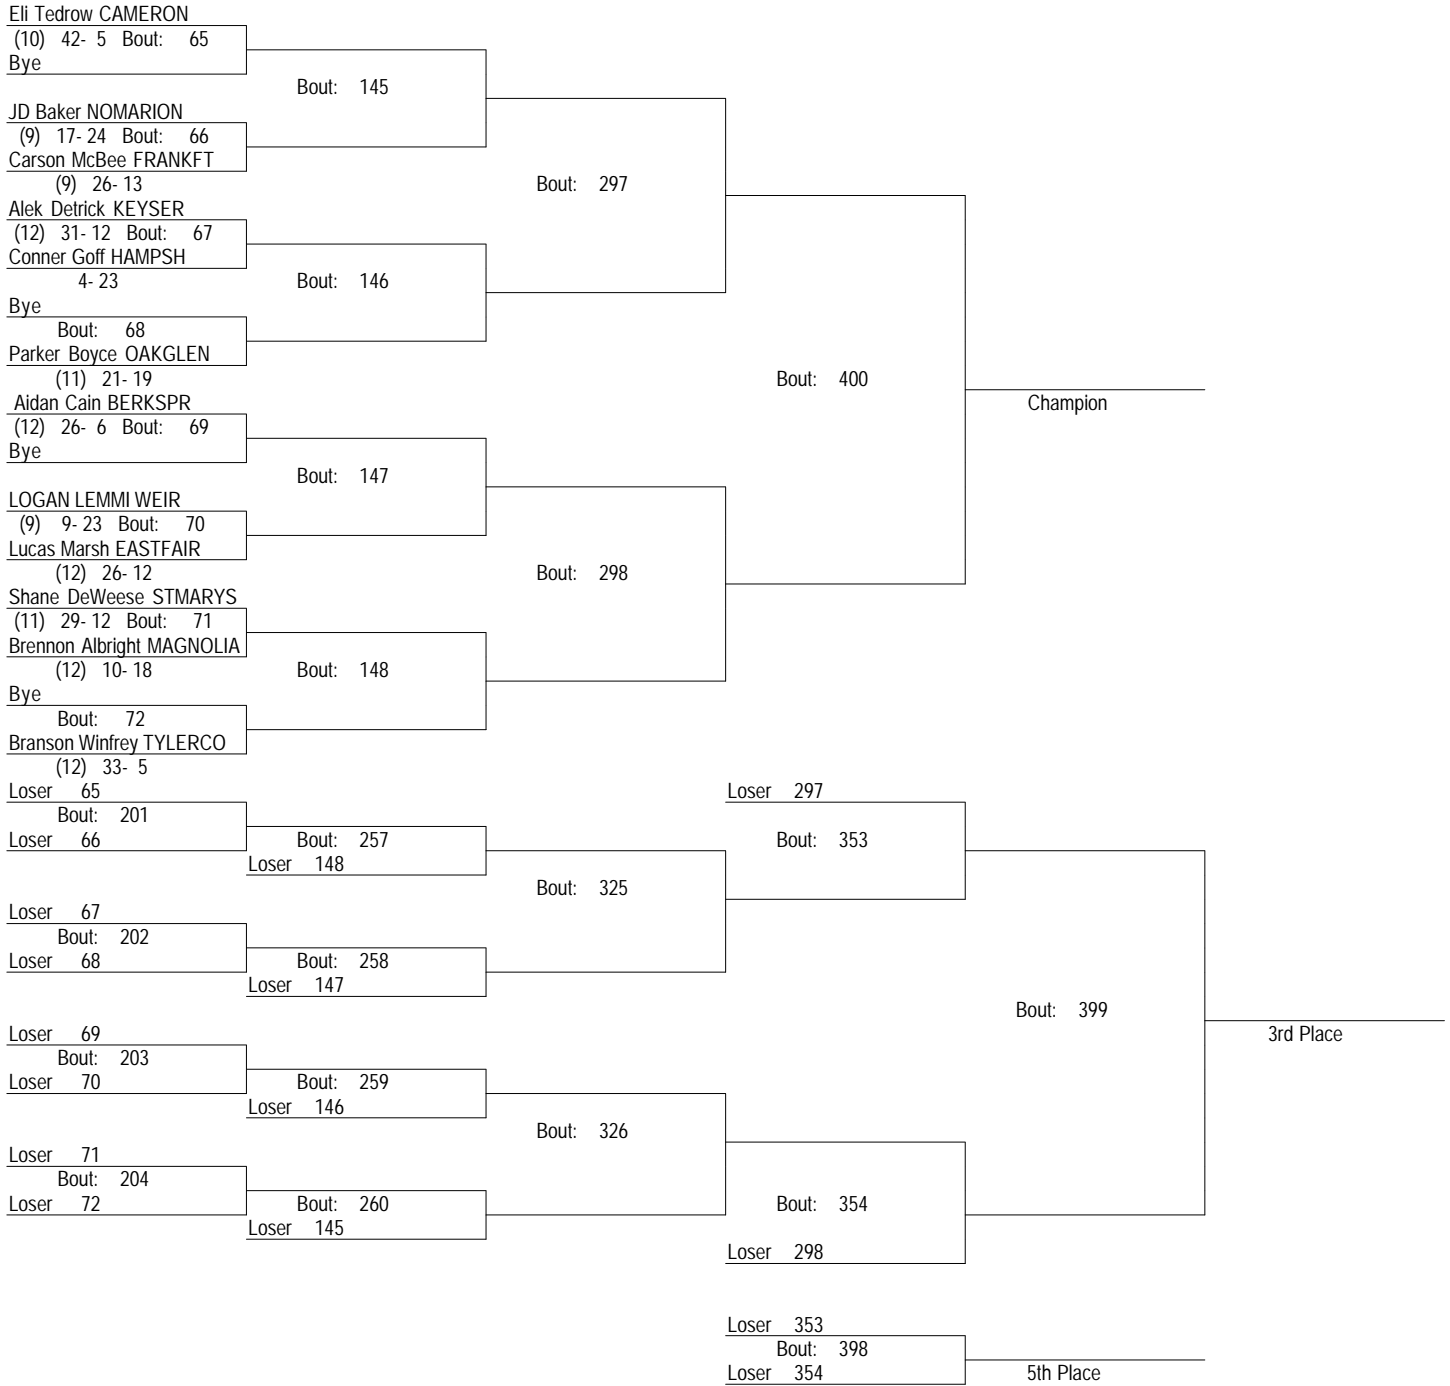 Eli Tedrow CAMERON
(10) 42- 5 Bout: 65
Bye
Bout: 145
JD Baker NOMARION
(9) 17- 24 Bout: 66
Carson McBee FRANKFT
(9) 26- 13
Bout: 297
Alek Detrick KEYSER
(12) 31- 12 Bout: 67
Conner Goff HAMPSH
4- 23
Bout: 146
Bye
Bout: 68
Parker Boyce OAKGLEN
(11) 21- 19
Bout: 400
Champion
Aidan Cain BERKSPR
(12) 26- 6 Bout: 69
Bye
Bout: 147
LOGAN LEMMI WEIR
(9) 9- 23 Bout: 70
Lucas Marsh EASTFAIR
(12) 26- 12
Bout: 298
Shane DeWeese STMARYS
(11) 29- 12 Bout: 71
Brennon Albright MAGNOLIA
(12) 10- 18
Bout: 148
Bye
Bout: 72
Branson Winfrey TYLERCO
(12) 33- 5
Loser 65
Bout: 201
Loser 66
Bout: 257
Loser 148
Loser 297
Bout: 353
Bout: 325
Loser 67
Bout: 202
Loser 68
Bout: 258
Loser 147
Bout: 399
3rd Place
Loser 69
Bout: 203
Loser 70
Bout: 259
Loser 146
Bout: 326
Loser 71
Bout: 204
Loser 72
Bout: 260
Loser 145
Bout: 354
Loser 298
Loser 353
Bout: 398
Loser 354
5th Place